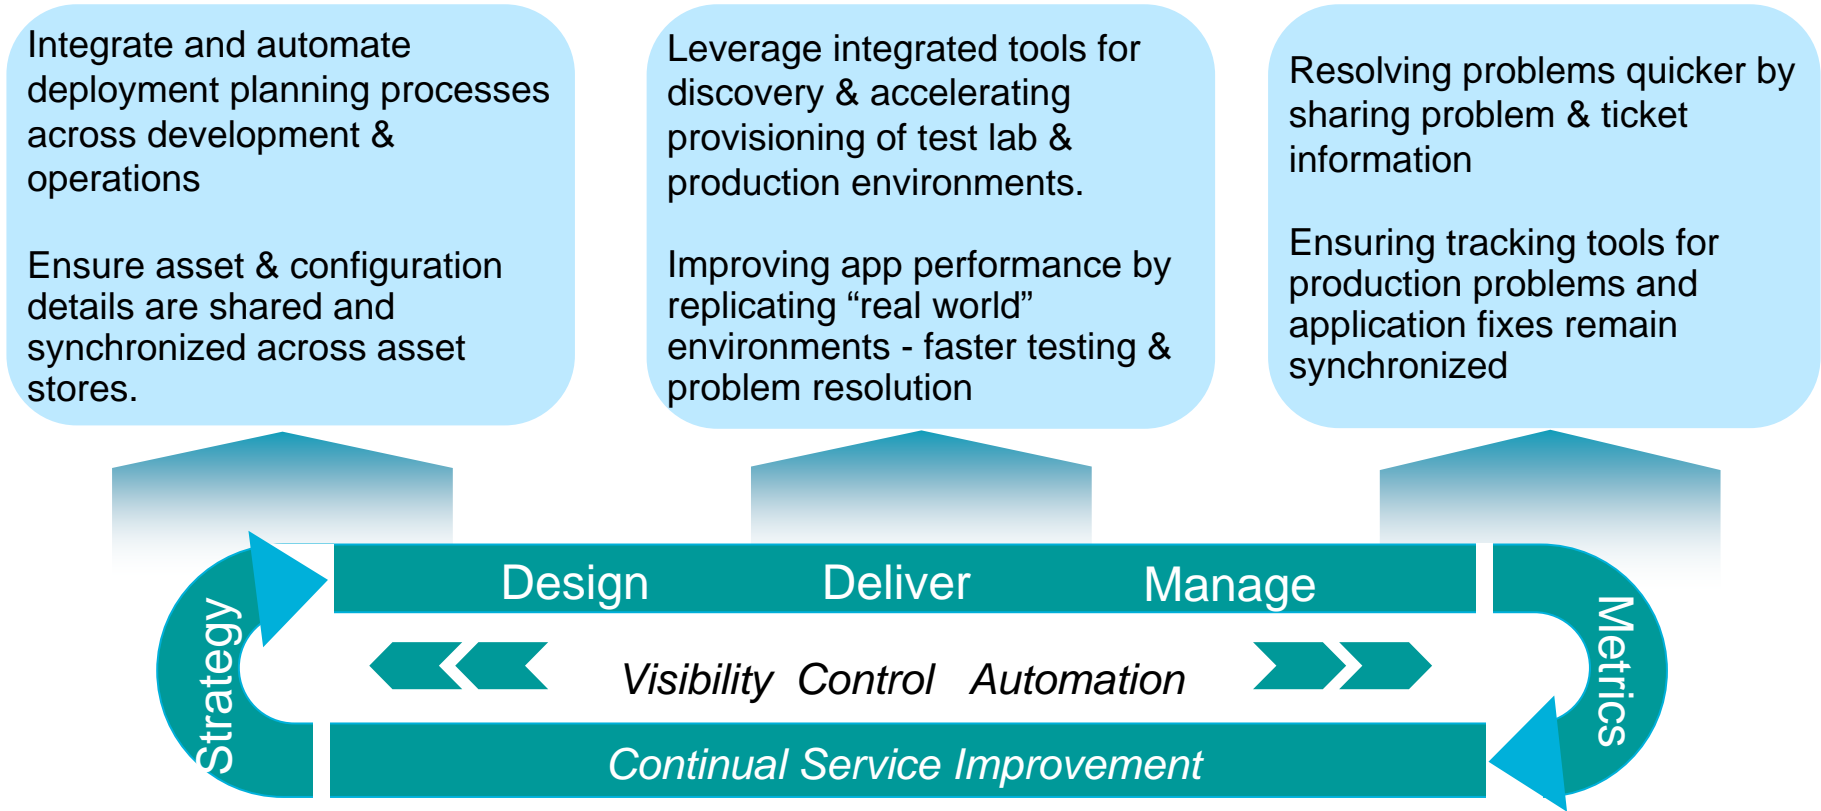 Integrate and automate
deployment planning processes
across development &
operations
Ensure asset & configuration
details are shared and
synchronized across asset
stores.
Leverage integrated tools for
discovery & accelerating
provisioning of test lab &
production environments.
Improving app performance by
replicating “real world”
environments - faster testing &
problem resolution
Resolving problems quicker by
sharing problem & ticket
information
Ensuring tracking tools for
production problems and
application fixes remain
synchronized
Strategy
Design Deliver Manage
Metrics
Visibility Control Automation
Continual Service Improvement